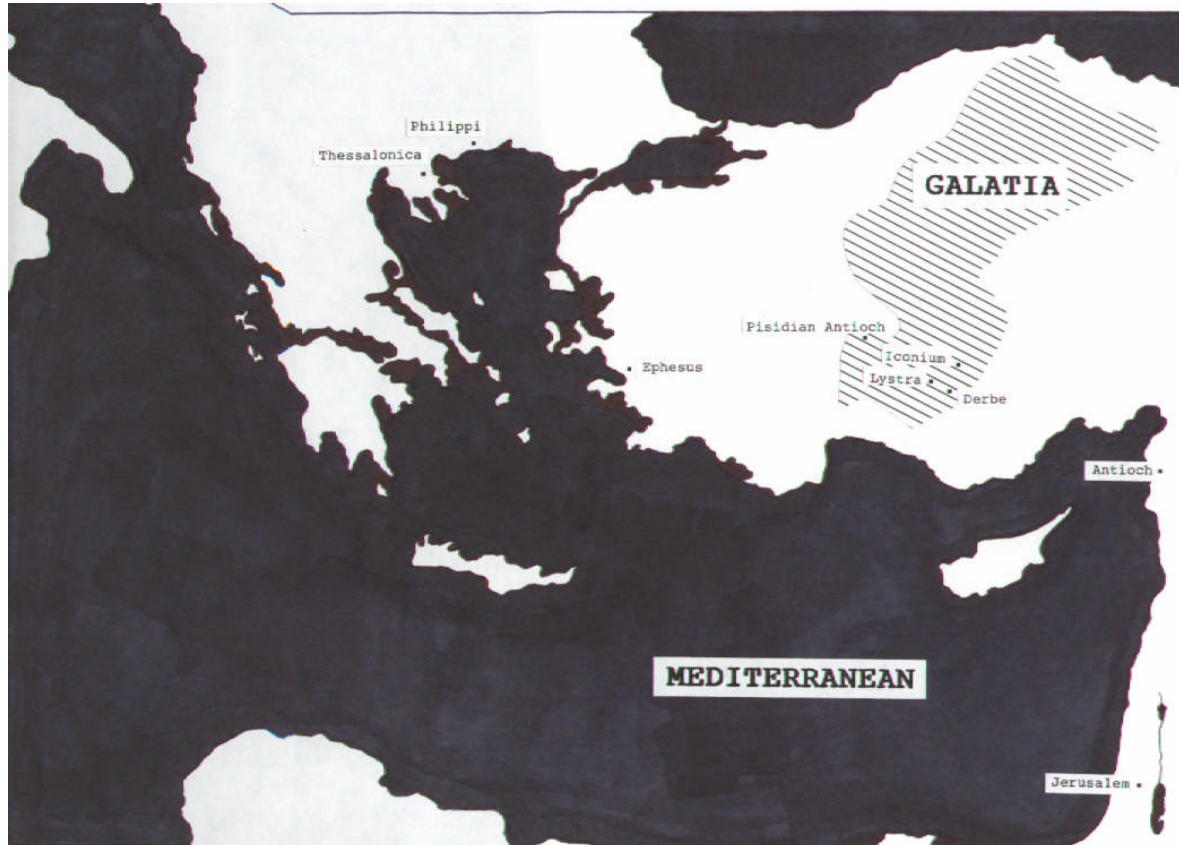 Philippi
Thessalonica
GALATIA
Pisidian Antioch
Iconium
Ephesus
Lystra
Derbe
Antioch
MEDITERRANEAN
Jerusalem